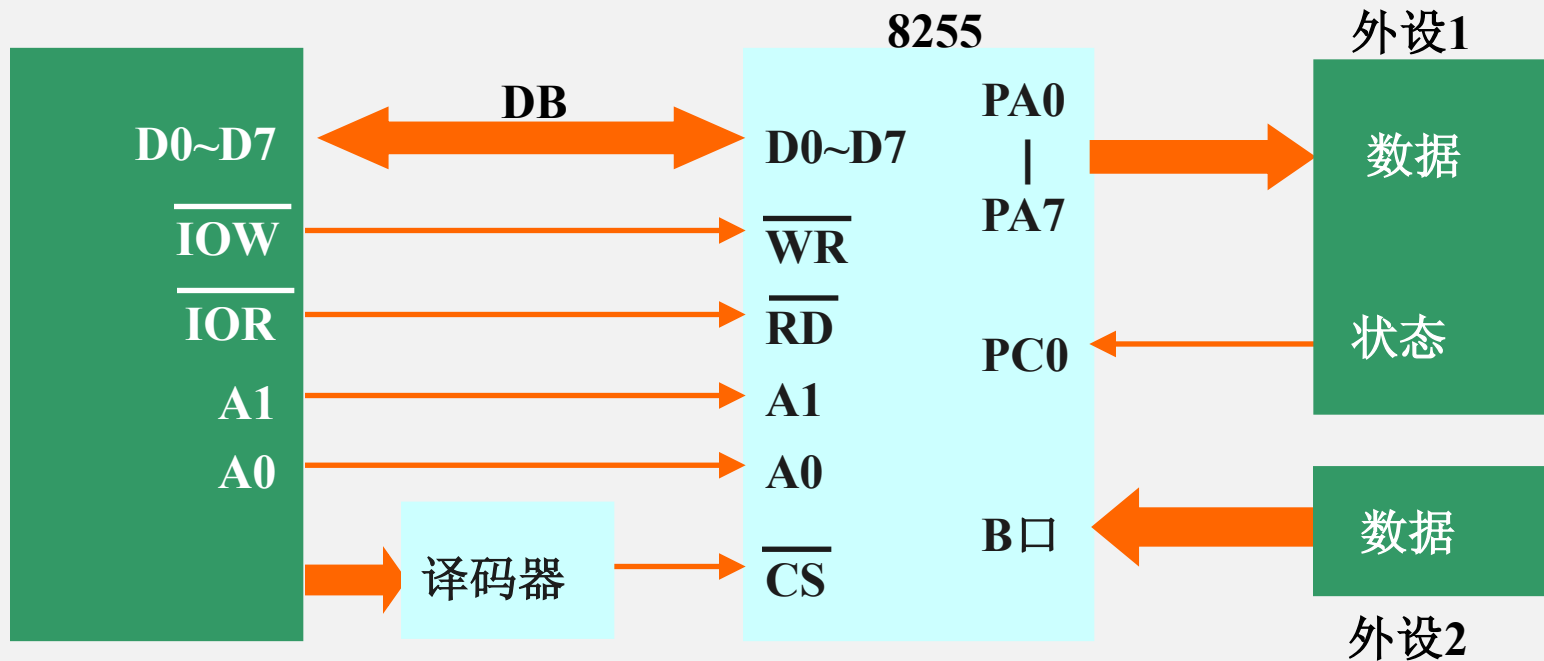 8255
外设1
DB
D0~D7
IOW
IOR
A1
A0
译码器
D0~D7
WR
RD
A1
A0
CS
PA0
|
PA7
PC0
B口
数据
状态
数据
外设2